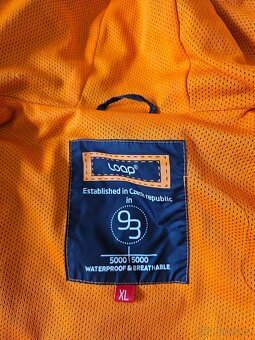 LOAP®
Established in Czech republic
in
93
5000 5000
WATERPROOF & BREATHABLE
XL